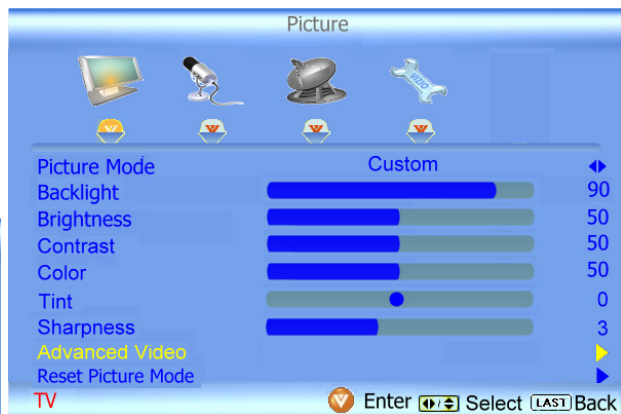 Picture
VIZIO
Picture Mode Custom
Backlight 90
Brightness 50
Contrast 50
Color 50
Tint 0
Sharpness 3
Advanced Video
Reset Picture Mode
TV V Enter Select LAST Back